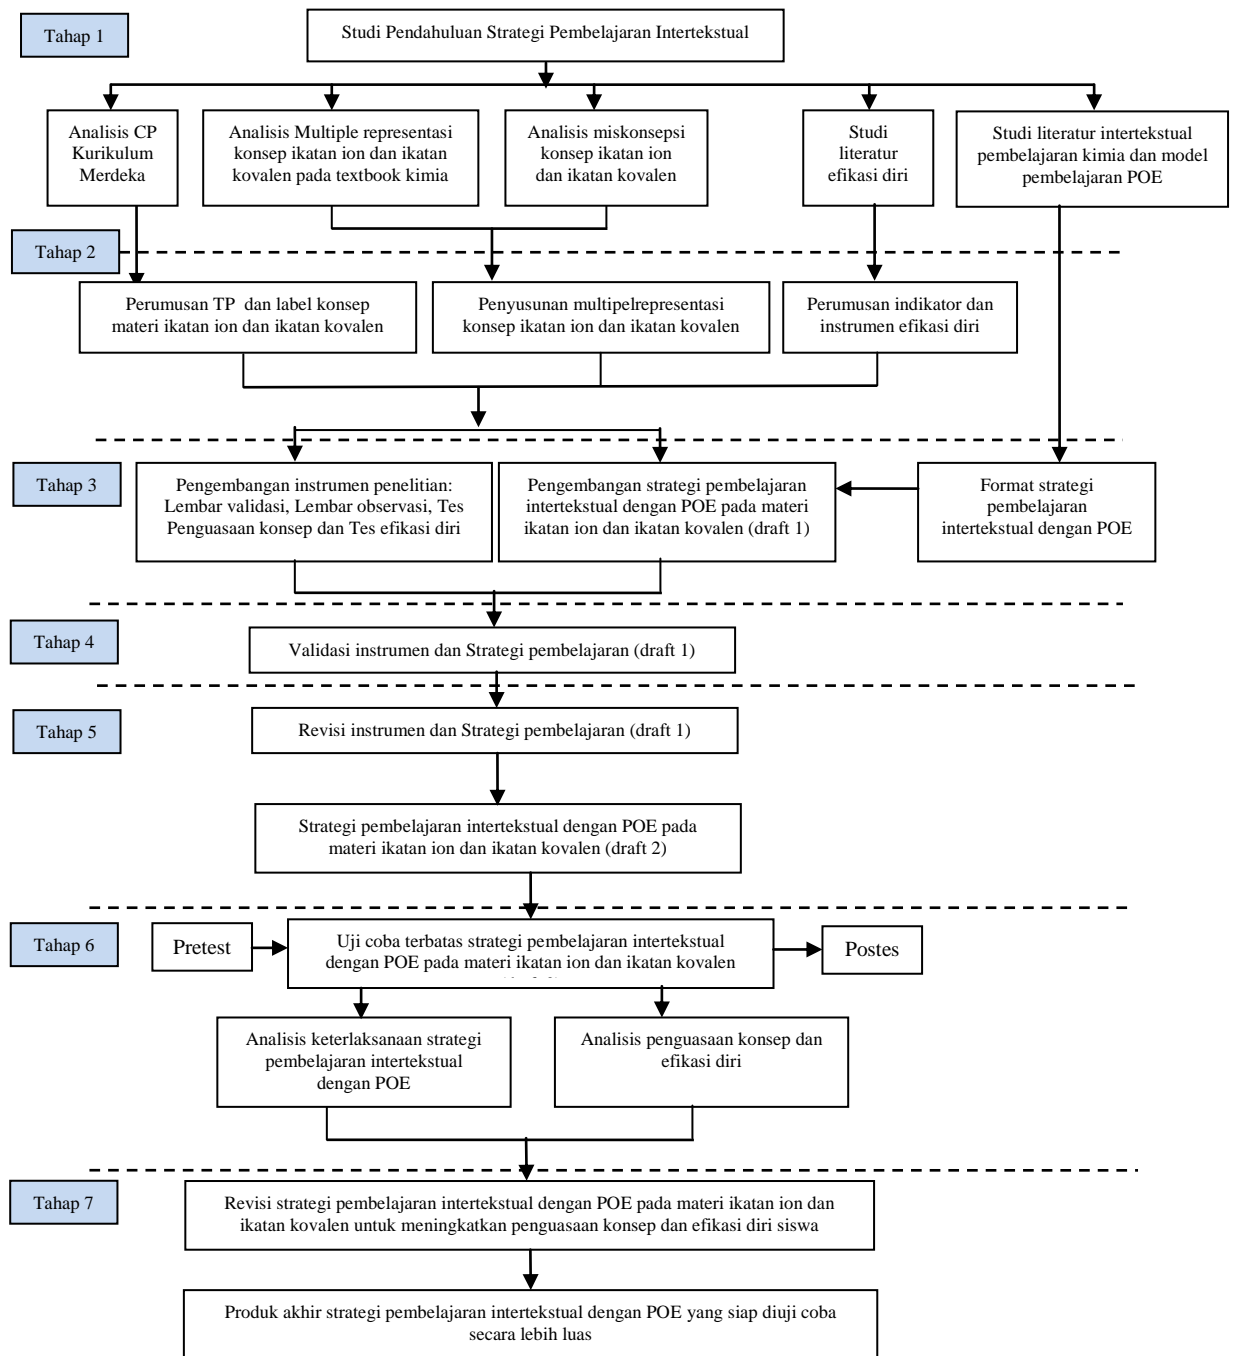 Tahap 1
Studi Pendahuluan Strategi Pembelajaran Intertekstual
Analisis CP
Kurikulum
Merdeka
Analisis Multiple representasi
konsep ikatan ion dan ikatan
kovalen pada textbook kimia
Analisis miskonsepsi
konsep ikatan ion
dan ikatan kovalen
Studi
literatur
efikasi diri
Studi literatur intertekstual
pembelajaran kimia dan model
pembelajaran POE
Tahap 2
Perumusan TP dan label konsep
materi ikatan ion dan ikatan kovalen
Penyusunan multipelrepresentasi
konsep ikatan ion dan ikatan kovalen
Perumusan indikator dan
instrumen efikasi diri
Tahap 3
Pengembangan instrumen penelitian:
Lembar validasi, Lembar observasi, Tes
Penguasaan konsep dan Tes efikasi diri
Pengembangan strategi pembelajaran
intertekstual dengan POE pada materi
ikatan ion dan ikatan kovalen (draft 1)
Format strategi
pembelajaran
intertekstual dengan POE
Tahap 4
Validasi instrumen dan Strategi pembelajaran (draft 1)
Tahap 5
Revisi instrumen dan Strategi pembelajaran (draft 1)
Strategi pembelajaran intertekstual dengan POE pada
materi ikatan ion dan ikatan kovalen (draft 2)
Tahap 6
Pretest
Uji coba terbatas strategi pembelajaran intertekstual
dengan POE pada materi ikatan ion dan ikatan kovalen
Postes
Analisis keterlaksanaan strategi
pembelajaran intertekstual
dengan POE
Analisis penguasaan konsep dan
efikasi diri
Tahap 7
Revisi strategi pembelajaran intertekstual dengan POE pada materi ikatan ion dan
ikatan kovalen untuk meningkatkan penguasaan konsep dan efikasi diri siswa
Produk akhir strategi pembelajaran intertekstual dengan POE yang siap diuji coba
secara lebih luas